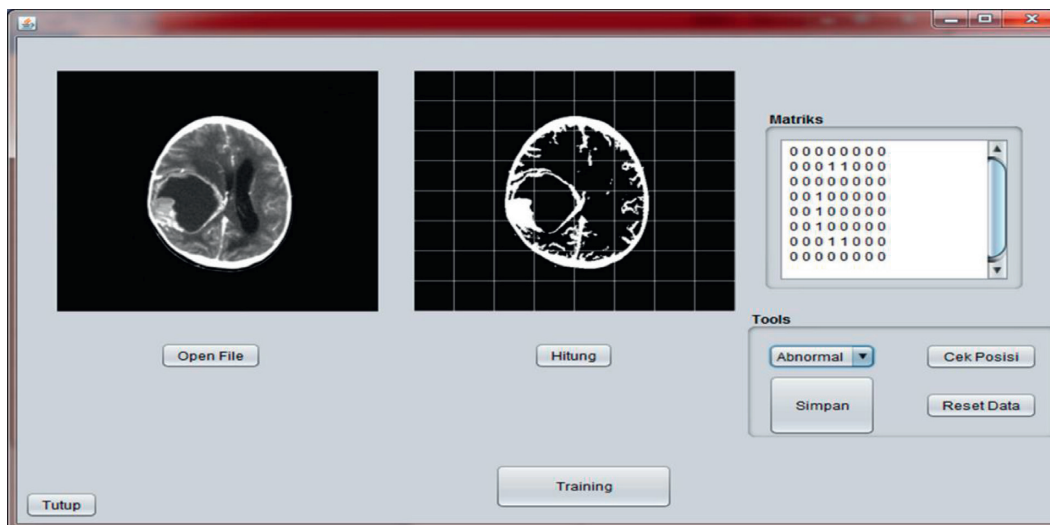 Matriks
0 0 0 0 0 0 0 0
0 0 0 1 1 0 0 0
0 0 0 0 0 0 0 0
0 0 1 0 0 0 0 0
0 0 1 0 0 0 0 0
0 0 1 0 0 0 0 0
0 0 0 1 1 0 0 0
0 0 0 0 0 0 0 0
Tools
Open File
Hitung
Abnormal
Cek Posisi
Simpan
Reset Data
Training
Tutup